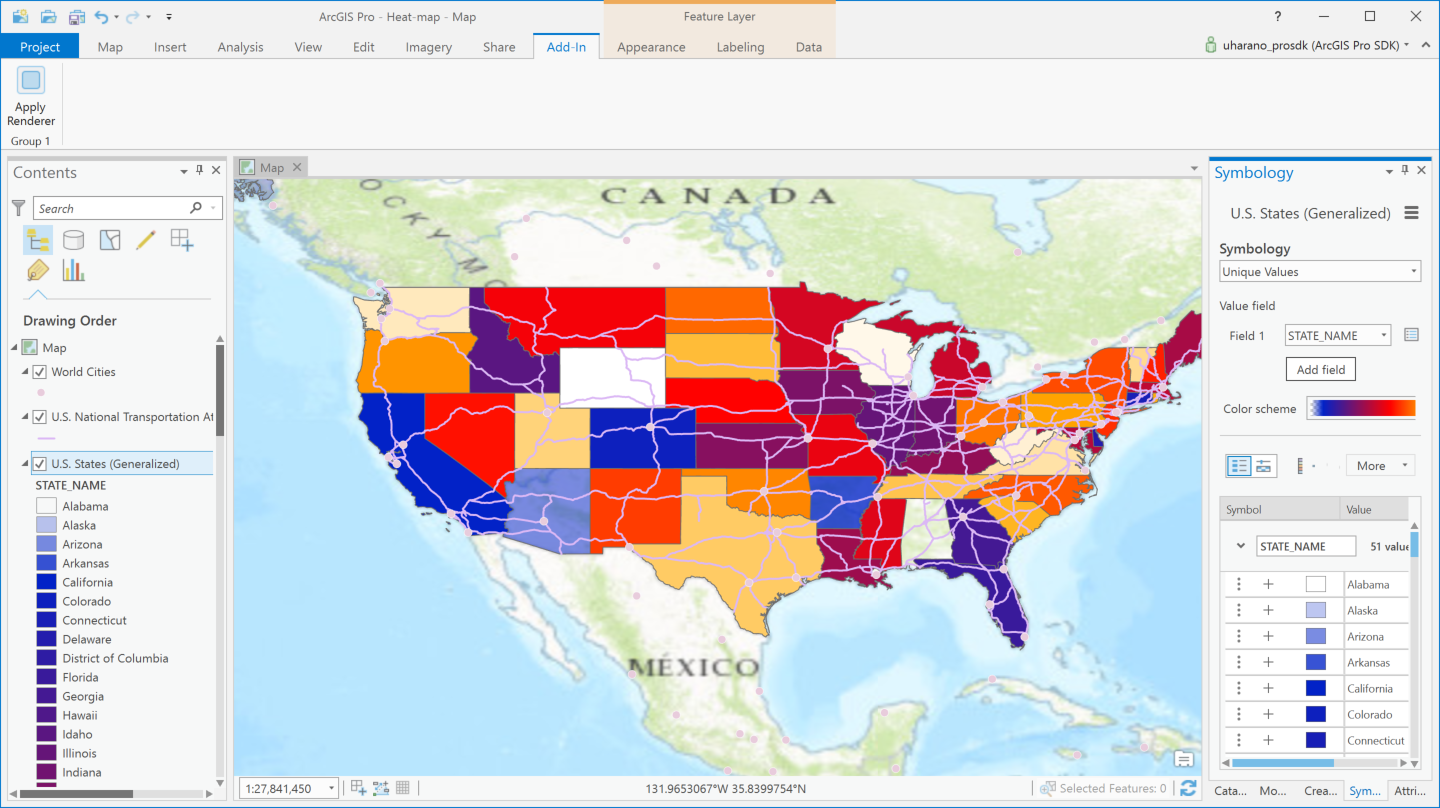 ArcGIS Pro - Heat-map - Map
Feature Layer
?
Project
Map
Insert
Analysis
View
Edit
Imagery
Share
Add-In
Appearance
Labeling
Data
uharano_prosdk (ArcGIS Pro SDK)
Apply
Renderer
Group 1
Contents
Search
Drawing Order
Map
World Cities
U.S. National Transportation At
U.S. States (Generalized)
STATE_NAME
Alabama
Alaska
Arizona
Arkansas
California
Colorado
Connecticut
Delaware
District of Columbia
Florida
Georgia
Hawaii
Idaho
Illinois
Indiana
Map
CANADA
OCKY MO
MÉXICO
1:27,841,450
131.9653067°W 35.8399754°N
Selected Features: 0
Symbology
U.S. States (Generalized)
Symbology
Unique Values
Value field
Field 1
STATE_NAME
Add field
Color scheme
More
Symbol
Value
STATE_NAME
51 value
Alabama
Alaska
Arizona
Arkansas
California
Colorado
Connecticut
Cata...
Mo...
Crea...
Sym...
Attri...